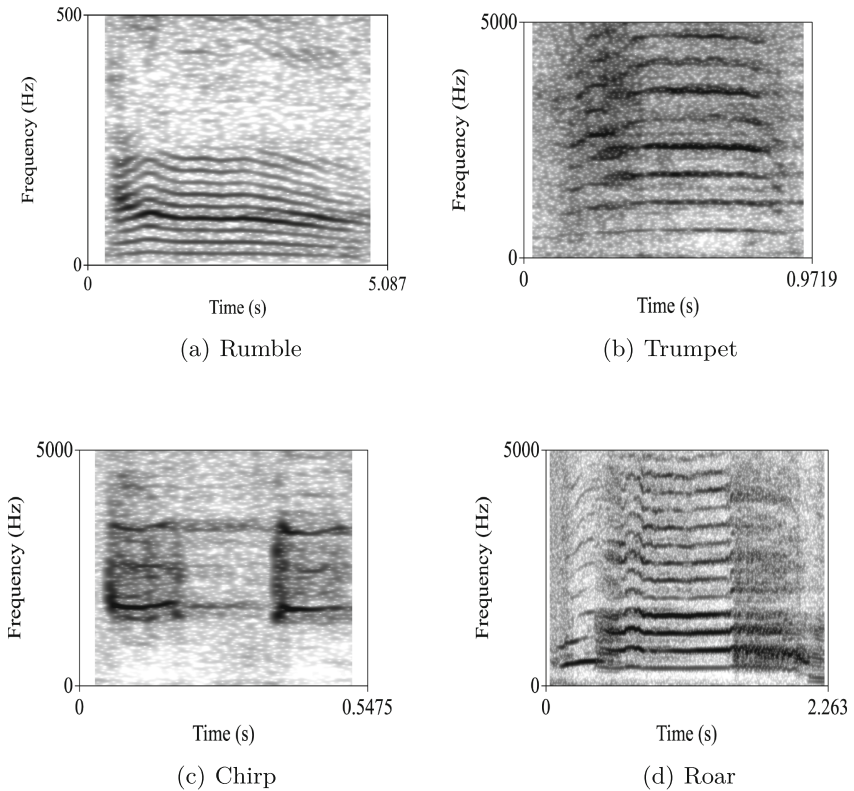 500
Frequency (Hz)
0
0
5.087
Time (s)
(a) Rumble
5000
Frequency (Hz)
0
0
0.9719
Time (s)
(b) Trumpet
5000
Frequency (Hz)
0
0
0.5475
Time (s)
(c) Chirp
5000
Frequency (Hz)
0
0
2.263
Time (s)
(d) Roar